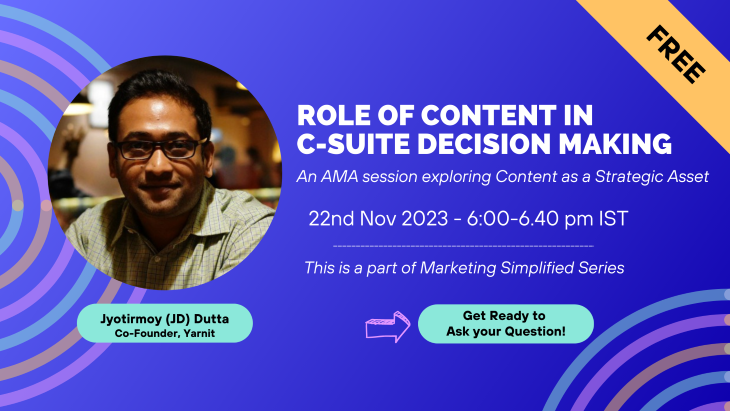 FREE
ROLE OF CONTENT IN
C-SUITE DECISION MAKING
An AMA session exploring Content as a Strategic Asset
22nd Nov 2023 - 6:00-6.40 pm IST
This is a part of Marketing Simplified Series
Jyotirmoy (JD) Dutta
Co-Founder, Yarnit
Get Ready to
Ask your Question!